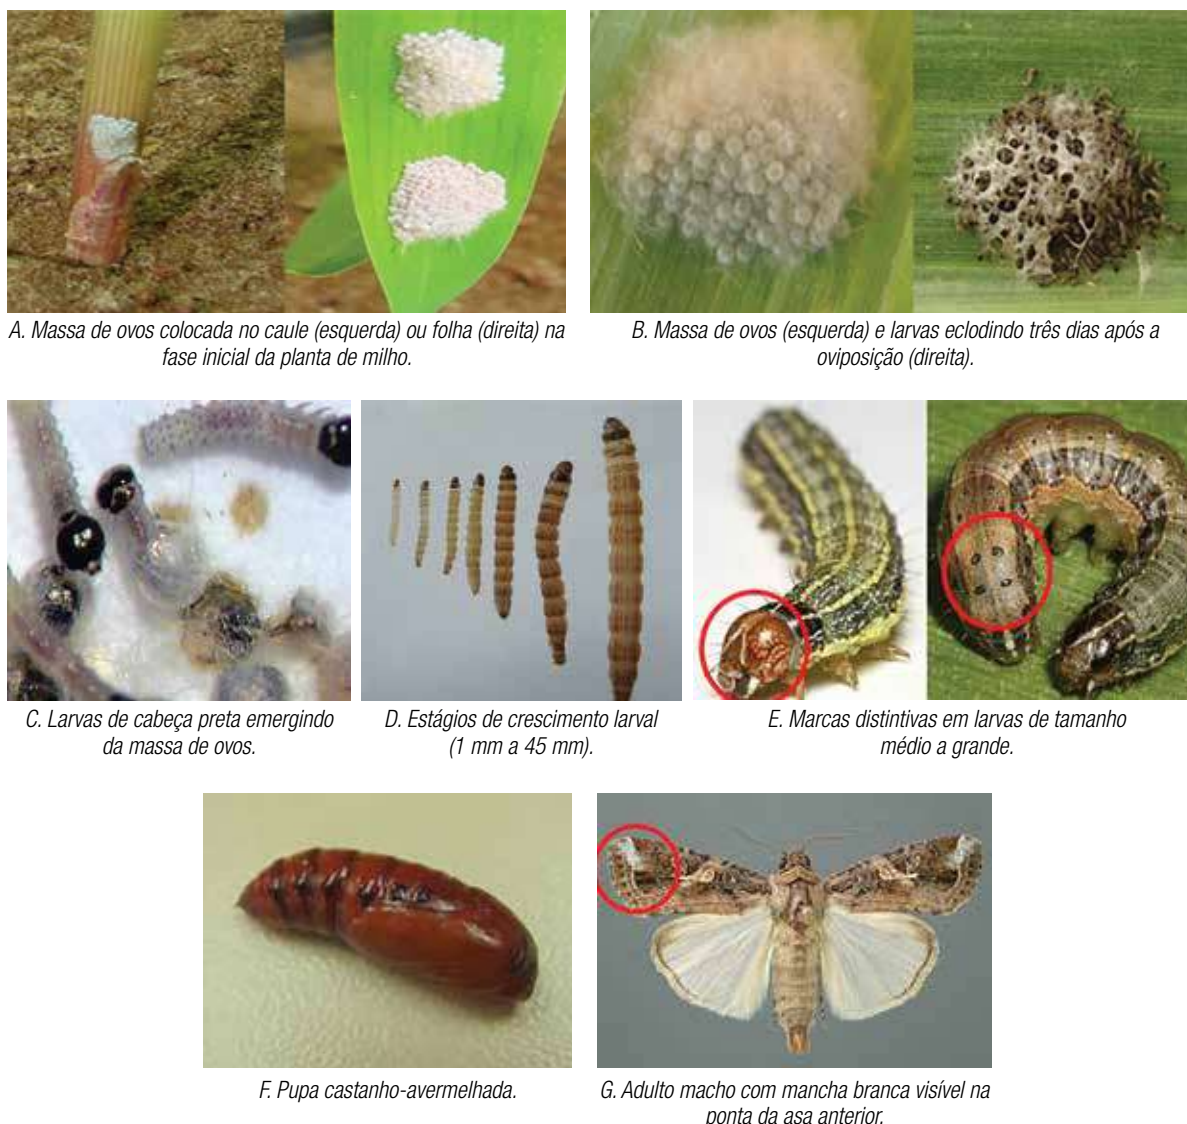 A. Massa de ovos colocada no caule (esquerda) ou folha (direita) na
fase inicial da planta de milho.
B. Massa de ovos (esquerda) e larvas eclodindo três dias após a
oviposição (direita).
C. Larvas de cabeça preta emergindo
da massa de ovos.
D. Estágios de crescimento larval
(1 mm a 45 mm).
E. Marcas distintivas em larvas de tamanho
médio a grande.
F. Pupa castanho-avermelhada.
G. Adulto macho com mancha branca visível na
ponta da asa anterior.